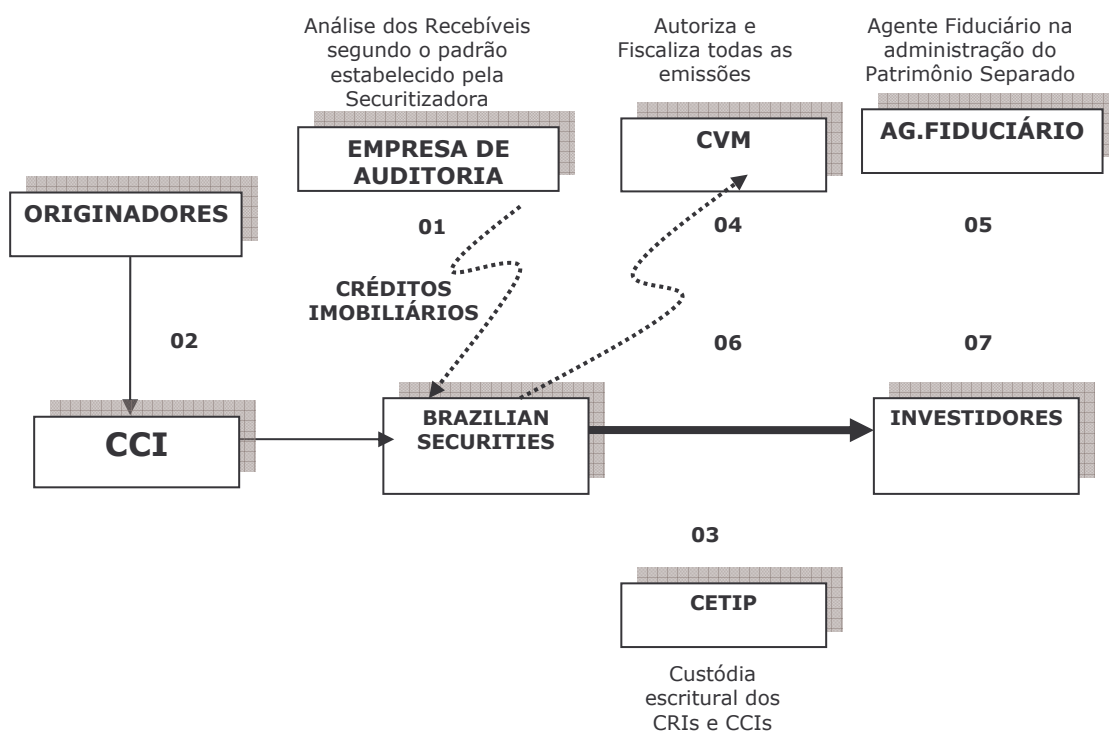 Análise dos Recebíveis
segundo o padrão
estabelecido pela
Securitizadora
Autoriza e
Fiscaliza todas as
emissões
Agente Fiduciário na
administração do
Patrimônio Separado
EMPRESA DE
AUDITORIA
CVM
AG.FIDUCIÁRIO
ORIGINADORES
01
04
05
CRÉDITOS
IMOBILIÁRIOS
02
06
07
CCI
BRAZILIAN
SECURITIES
INVESTIDORES
03
CETIP
Custódia
escritural dos
CRIs e CCIs